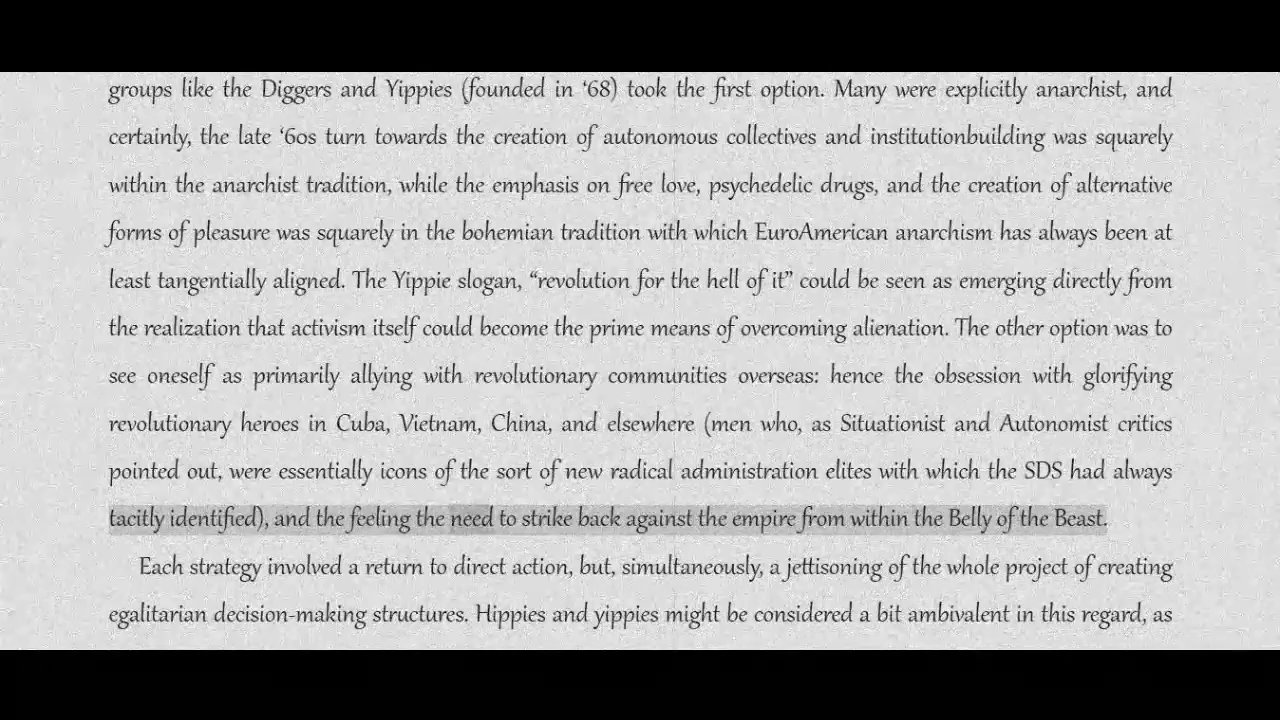 groups like the Diggers and Yippies (founded in ‘68) took the first option. Many were explicitly anarchist, and
certainly, the late ‘60s turn towards the creation of autonomous collectives and institutionbuilding was squarely
within the anarchist tradition, while the emphasis on free love, psychedelic drugs, and the creation of alternative
forms of pleasure was squarely in the bohemian tradition with which EuroAmerican anarchism has always been at
least tangentially aligned. The Yippie slogan, “revolution for the hell of it” could be seen as emerging directly from
the realization that activism itself could become the prime means of overcoming alienation. The other option was to
see oneself as primarily allying with revolutionary communities overseas: hence the obsession with glorifying
revolutionary heroes in Cuba, Vietnam, China, and elsewhere (men who, as Situationist and Autonomist critics
pointed out, were essentially icons of the sort of new radical administration elites with which the SDS had always
tacitly identified), and the feeling the need to strike back against the empire from within the Belly of the Beast.
Each strategy involved a return to direct action, but, simultaneously, a jettisoning of the whole project of creating
egalitarian decision-making structures. Hippies and yippies might be considered a bit ambivalent in this regard, as